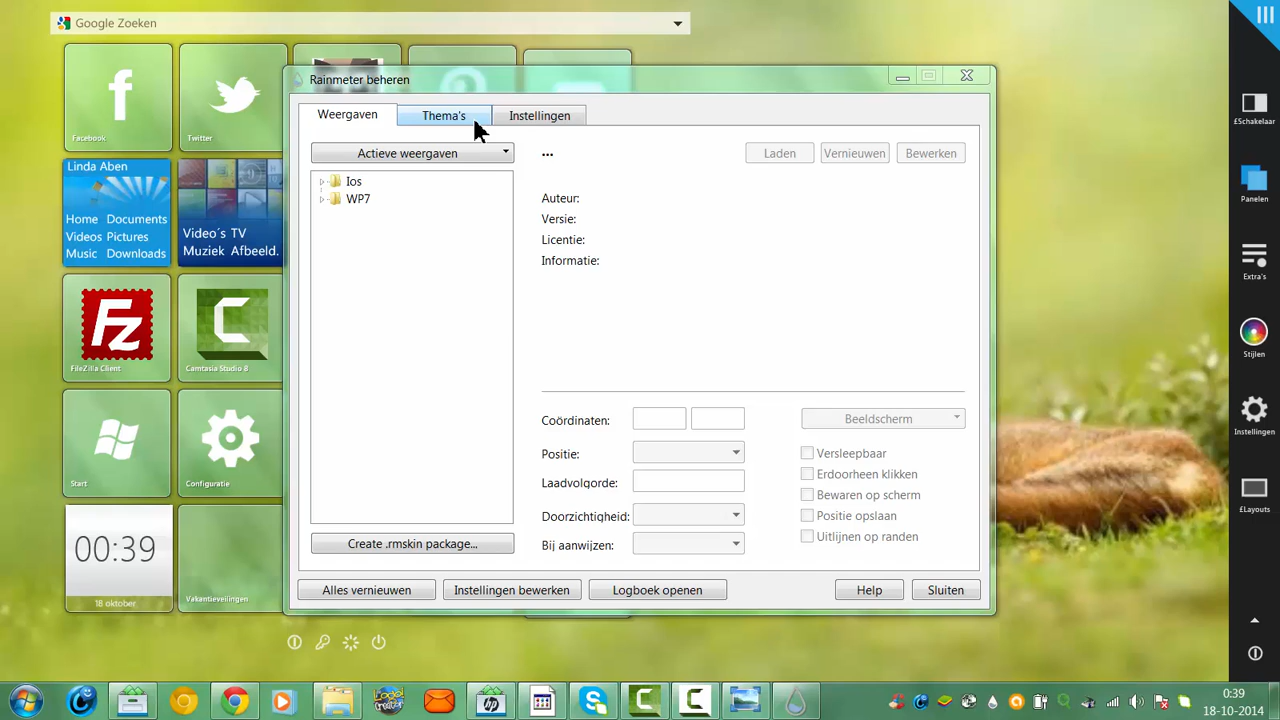 Google Zoeken
Facebook
Twitter
Linda Aben
Home Documents
Videos Pictures
Music Downloads
Video´s TV
Muziek Afbeeld.
FileZilla Client
Camtasia Studio 8
Start
Configuratie
00:39
18 oktober
Vakantieveilingen
Rainmeter beheren
Weergaven
Thema's
Instellingen
Actieve weergaven
Ios
WP7
Create .rmskin package...
...
Laden
Vernieuwen
Bewerken
Auteur:
Versie:
Licentie:
Informatie:
Coördinaten:
Positie:
Laadvolgorde:
Doorzichtigheid:
Bij aanwijzen:
Beeldscherm
Versleepbaar
Erdoorheen klikken
Bewaren op scherm
Positie opslaan
Uitlijnen op randen
Alles vernieuwen
Instellingen bewerken
Logboek openen
Help
Sluiten
£Schakelaar
Panelen
Extra's
Stijlen
Instellingen
£Layouts
0:39
18-10-2014